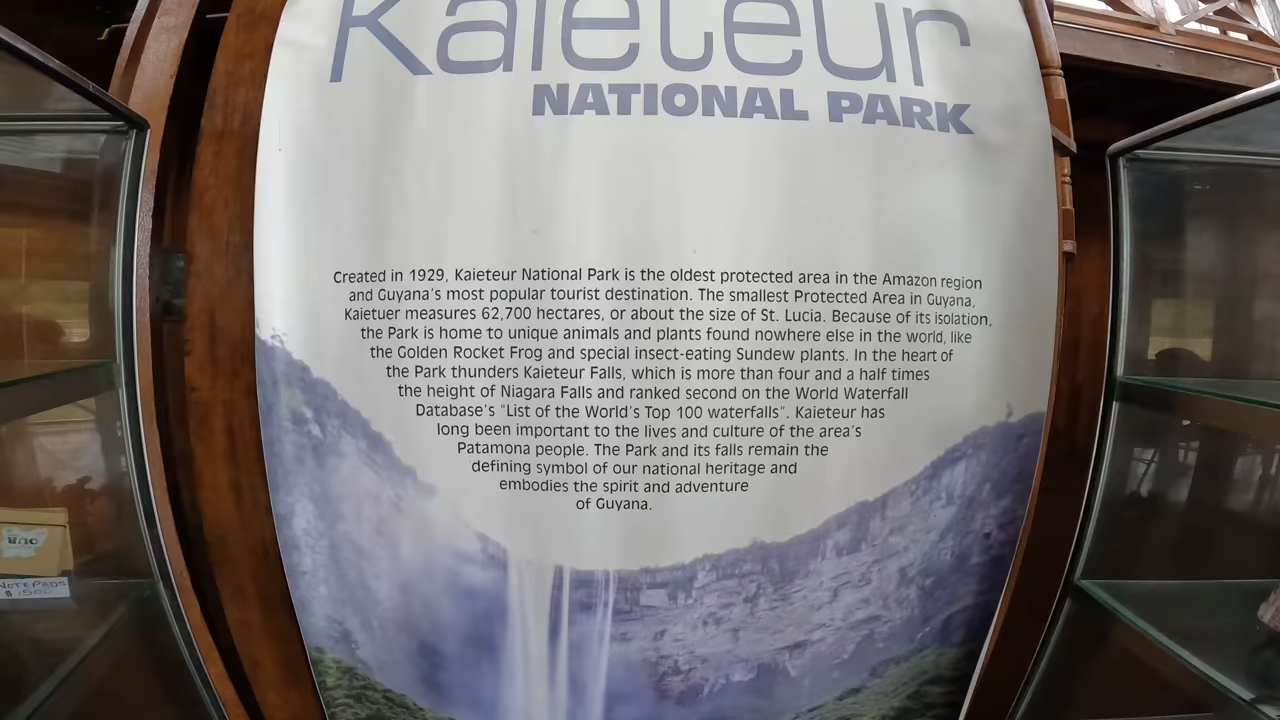 Kaieteur
NATIONAL PARK
Created in 1929, Kaieteur National Park is the oldest protected area in the Amazon region
and Guyana's most popular tourist destination. The smallest Protected Area in Guyana,
Kaietuer measures 62,700 hectares, or about the size of St. Lucia. Because of its isolation,
the Park is home to unique animals and plants found nowhere else in the world, like
the Golden Rocket Frog and special insect-eating Sundew plants. In the heart of
the Park thunders Kaieteur Falls, which is more than four and a half times
the height of Niagara Falls and ranked second on the World Waterfall
Database's "List of the World's Top 100 waterfalls". Kaieteur has
long been important to the lives and culture of the area's
Patamona people. The Park and its falls remain the
defining symbol of our national heritage and
embodies the spirit and adventure
of Guyana.
OUR
NOTEPADS
$1500